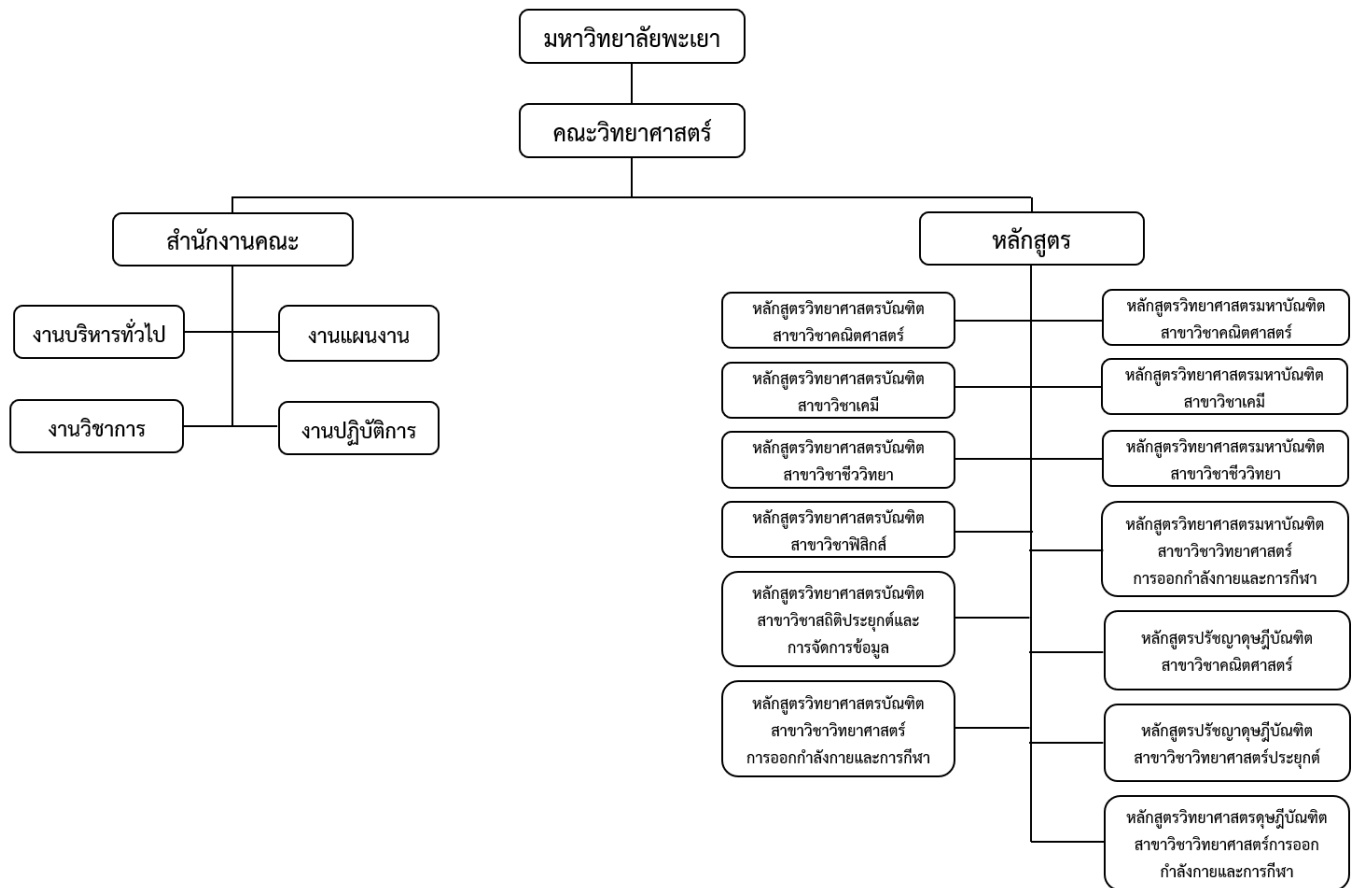 มหาวิทยาลัยพะเยา
คณะวิทยาศาสตร์
สำนักงานคณะ
หลักสูตร
งานบริหารทั่วไป
งานแผนงาน
งานวิชาการ
งานปฏิบัติการ
หลักสูตรวิทยาศาสตรบัณฑิต
สาขาวิชาคณิตศาสตร์
หลักสูตรวิทยาศาสตรบัณฑิต
สาขาวิชาเคมี
หลักสูตรวิทยาศาสตรบัณฑิต
สาขาวิชาชีววิทยา
หลักสูตรวิทยาศาสตรบัณฑิต
สาขาวิชาฟิสิกส์
หลักสูตรวิทยาศาสตรบัณฑิต
สาขาวิชาสถิติประยุกต์และ
การจัดการข้อมูล
หลักสูตรวิทยาศาสตรบัณฑิต
สาขาวิชาวิทยาศาสตร์
การออกกำลังกายและการกีฬา
หลักสูตรวิทยาศาสตรมหาบัณฑิต
สาขาวิชาคณิตศาสตร์
หลักสูตรวิทยาศาสตรมหาบัณฑิต
สาขาวิชาเคมี
หลักสูตรวิทยาศาสตรมหาบัณฑิต
สาขาวิชาชีววิทยา
หลักสูตรวิทยาศาสตรมหาบัณฑิต
สาขาวิชาวิทยาศาสตร์
การออกกำลังกายและการกีฬา
หลักสูตรปรัชญาดุษฎีบัณฑิต
สาขาวิชาคณิตศาสตร์
หลักสูตรปรัชญาดุษฎีบัณฑิต
สาขาวิชาวิทยาศาสตร์ประยุกต์
หลักสูตรวิทยาศาสตรดุษฎีบัณฑิต
สาขาวิชาวิทยาศาสตร์การออก
กำลังกายและการกีฬา